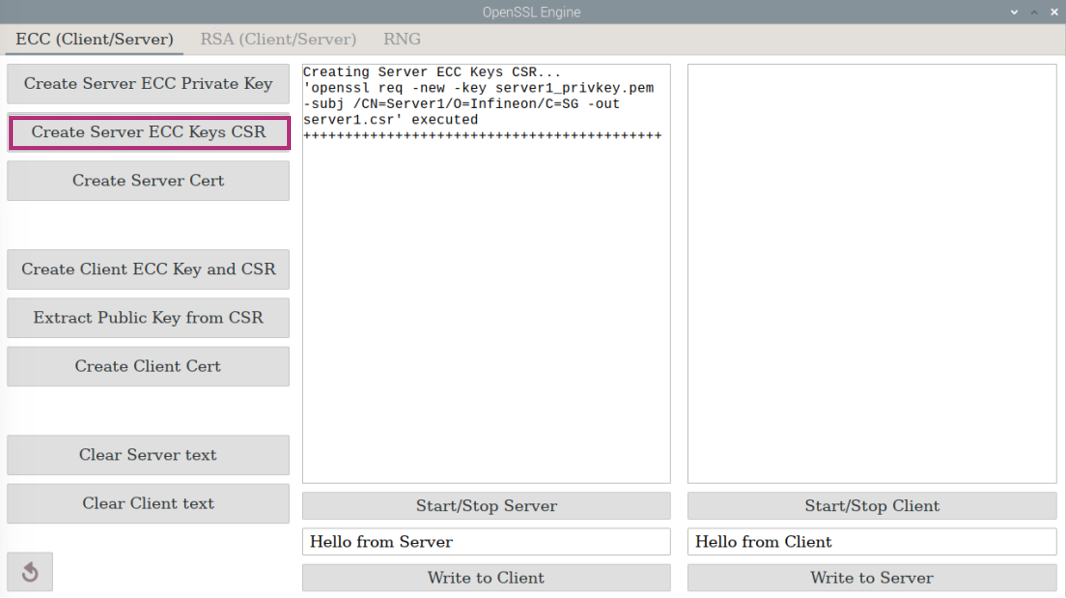 OpenSSL Engine
ECC (Client/Server) RSA (Client/Server) RNG
Create Server ECC Private Key
Create Server ECC Keys CSR
Create Server Cert
Create Client ECC Key and CSR
Extract Public Key from CSR
Create Client Cert
Clear Server text
Clear Client text
Creating Server ECC Keys CSR...
'openssl req -new -key server1_privkey.pem
-subj /CN=Server1/O=Infineon/C=SG -out
server1.csr' executed
+++++++++++++++++++++++++++++++++++++++++++
Start/Stop Server
Hello from Server
Write to Client
Start/Stop Client
Hello from Client
Write to Server